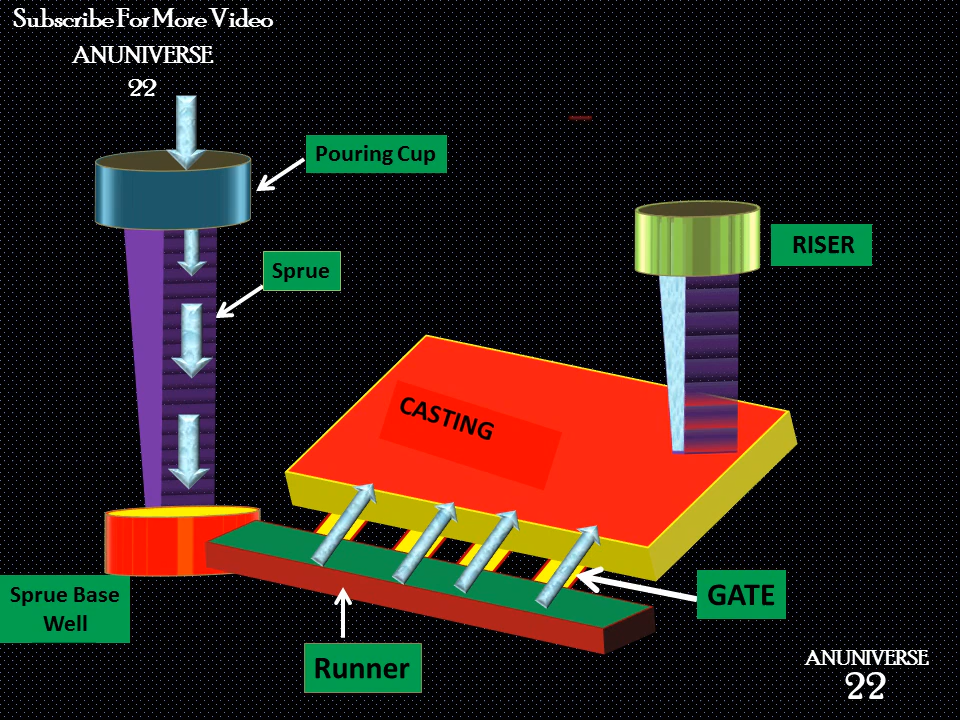 Subscribe For More Video
ANUNIVERSE
22
Pouring Cup
RISER
Sprue
CASTING
Sprue Base
Well
GATE
Runner
ANUNIVERSE
22